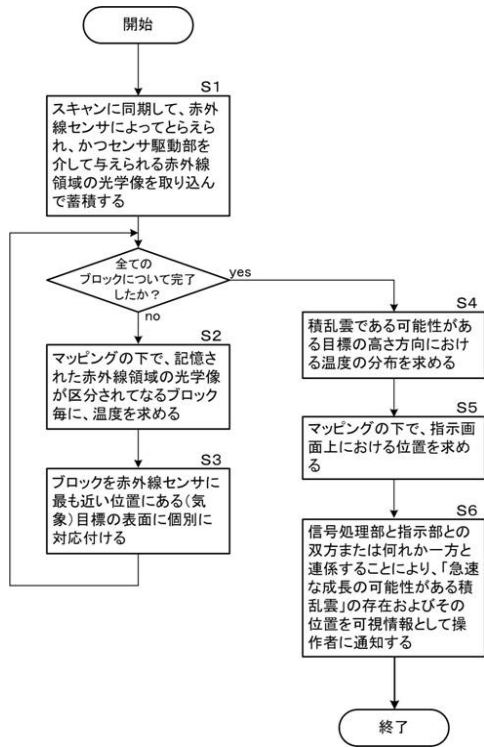 開始
S1
スキャンに同期して、赤外
線センサによってとらえら
れ、かつセンサ駆動部を
介して与えられる赤外線
領域の光学像を取り込ん
で蓄積する
全ての
ブロックについて完了
したか？
yes
no
S2
マッピングの下で、記憶さ
れた赤外線領域の光学像
が区分されてなるブロック
毎に、温度を求める
S3
ブロックを赤外線センサに
最も近い位置にある（気
象）目標の表面に個別に
対応付ける
S4
積乱雲である可能性があ
る目標の高さ方向におけ
る温度の分布を求める
S5
マッピングの下で、指示画
面上における位置を求め
る
S6
信号処理部と指示部との
双方または何れか一方と
連係することにより、「急速
な成長の可能性がある積
乱雲」の存在およびその
位置を可視情報として操
作者に通知する
終了